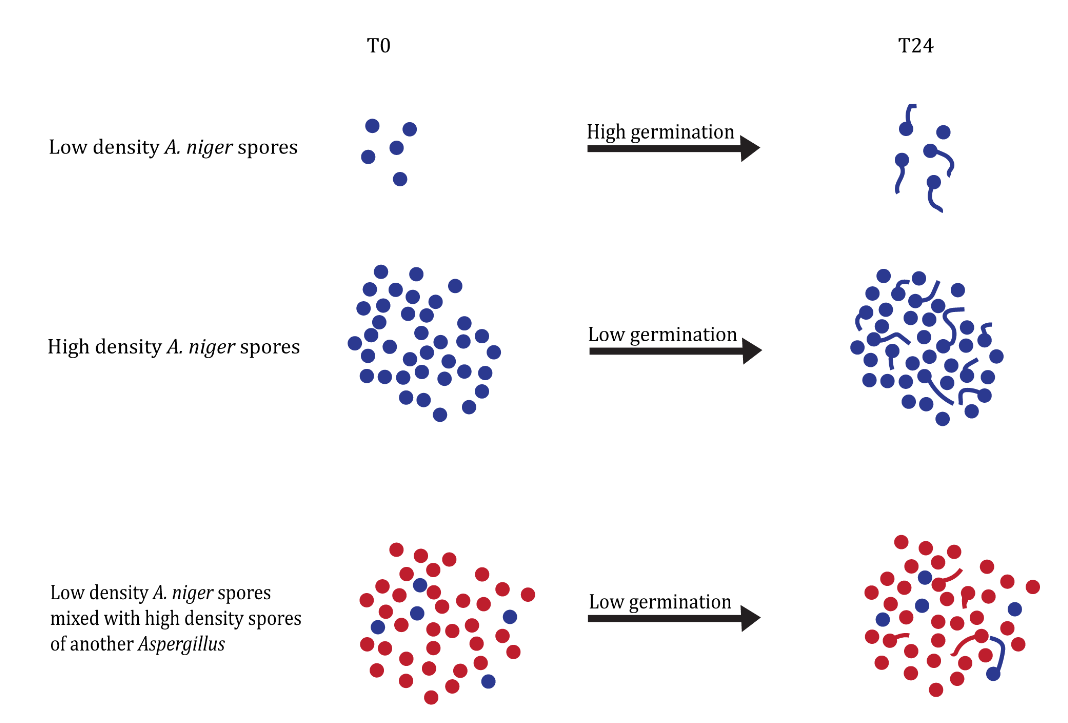 T0
T24
Low density A. niger spores
High germination
High density A. niger spores
Low germination
Low density A. niger spores
mixed with high density spores
of another Aspergillus
Low germination